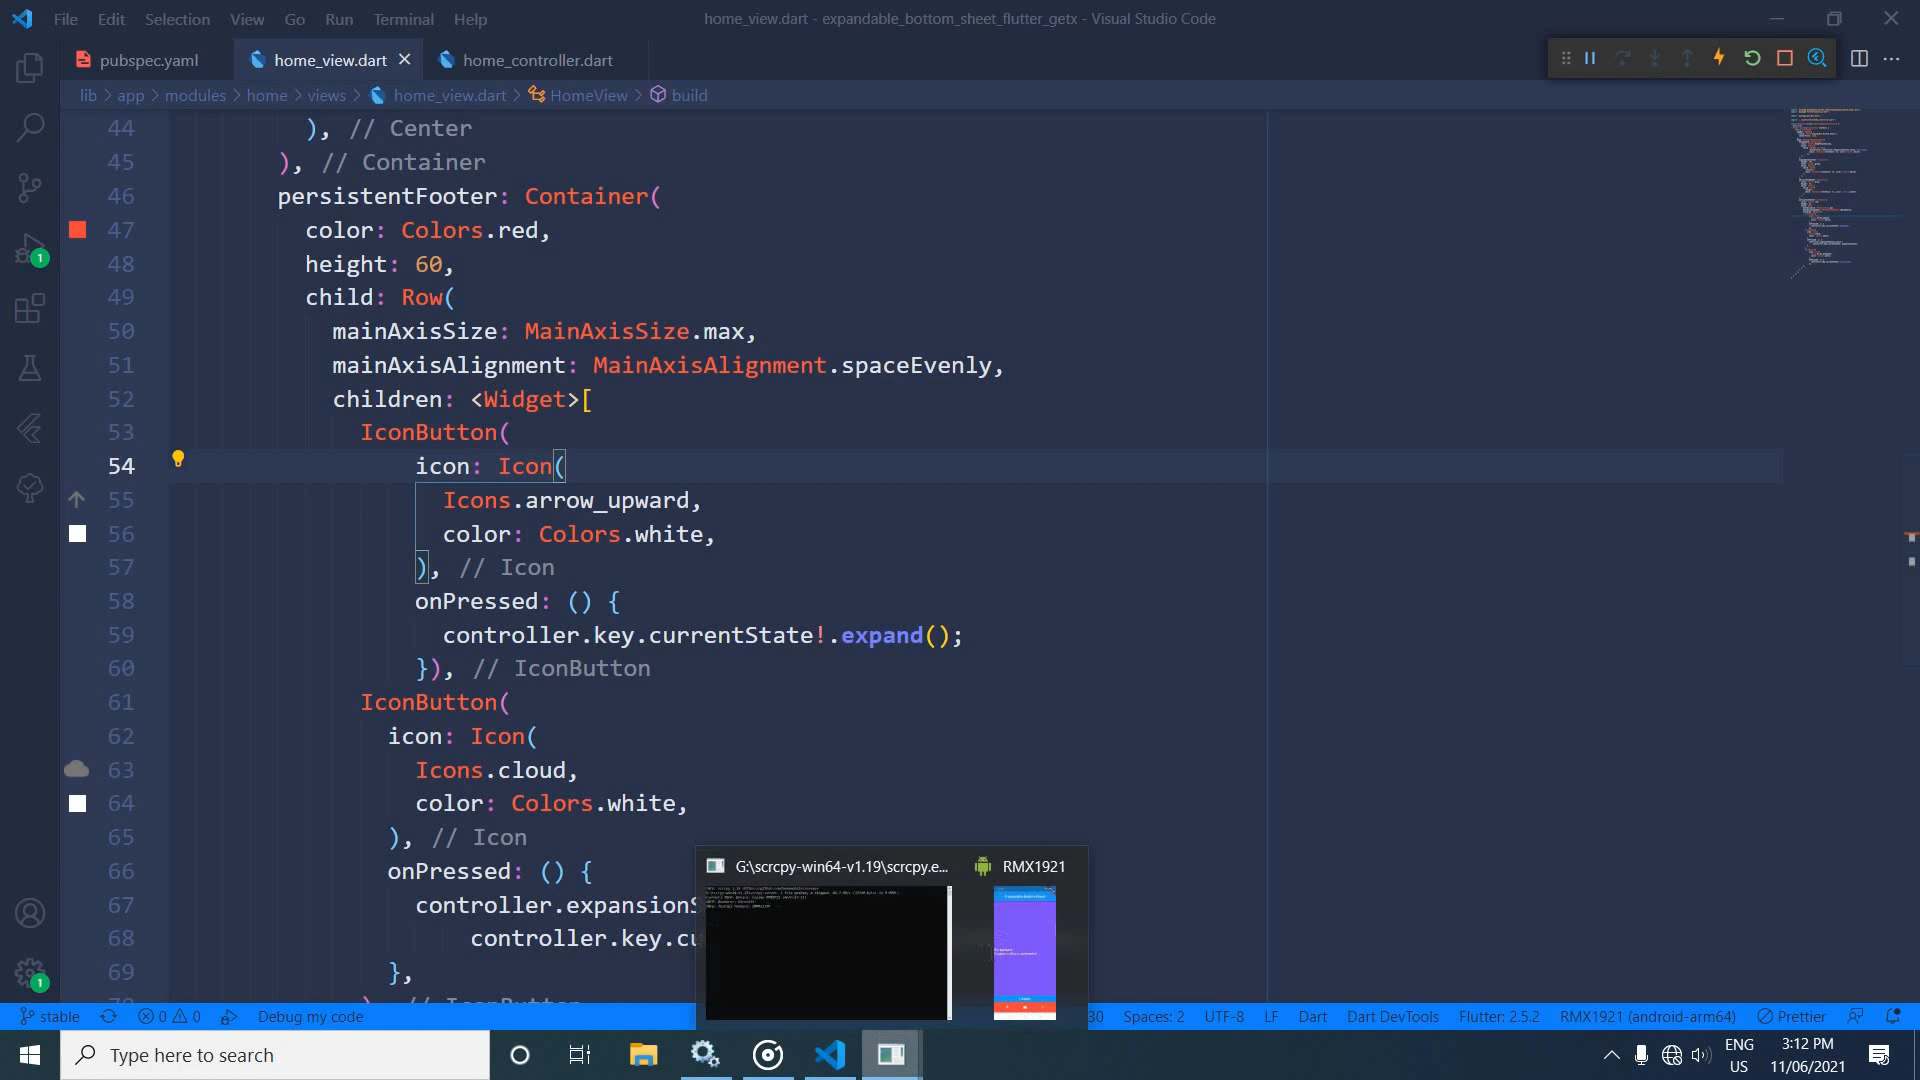 File Edit Selection View Go Run Terminal Help
home_view.dart - expandable_bottom_sheet_flutter_getx - Visual Studio Code
pubspec.yaml
home_view.dart
home_controller.dart
lib > app > modules > home > views > home_view.dart > HomeView > build
44 ), // Center
45 ), // Container
46 persistentFooter: Container(
47 color: Colors.red,
48 height: 60,
49 child: Row(
50 mainAxisSize: MainAxisSize.max,
51 mainAxisAlignment: MainAxisAlignment.spaceEvenly,
52 children: <Widget>[
53 IconButton(
54 icon: Icon(
55 Icons.arrow_upward,
56 color: Colors.white,
57 ), // Icon
58 onPressed: () {
59 controller.key.currentState!.expand();
60 }), // IconButton
61 IconButton(
62 icon: Icon(
63 Icons.cloud,
64 color: Colors.white,
65 ), // Icon
66 onPressed: () {
67 controller.expansionS
68 controller.key.cu
69 },
1
1
G:\scrcpy-win64-v1.19\scrcpy.e...
RMX1921
stable
0
0
Debug my code
30
Spaces: 2
UTF-8
LF
Dart
Dart DevTools
Flutter: 2.5.2
RMX1921 (android-arm64)
Prettier
Type here to search
ENG
US
3:12 PM
11/06/2021